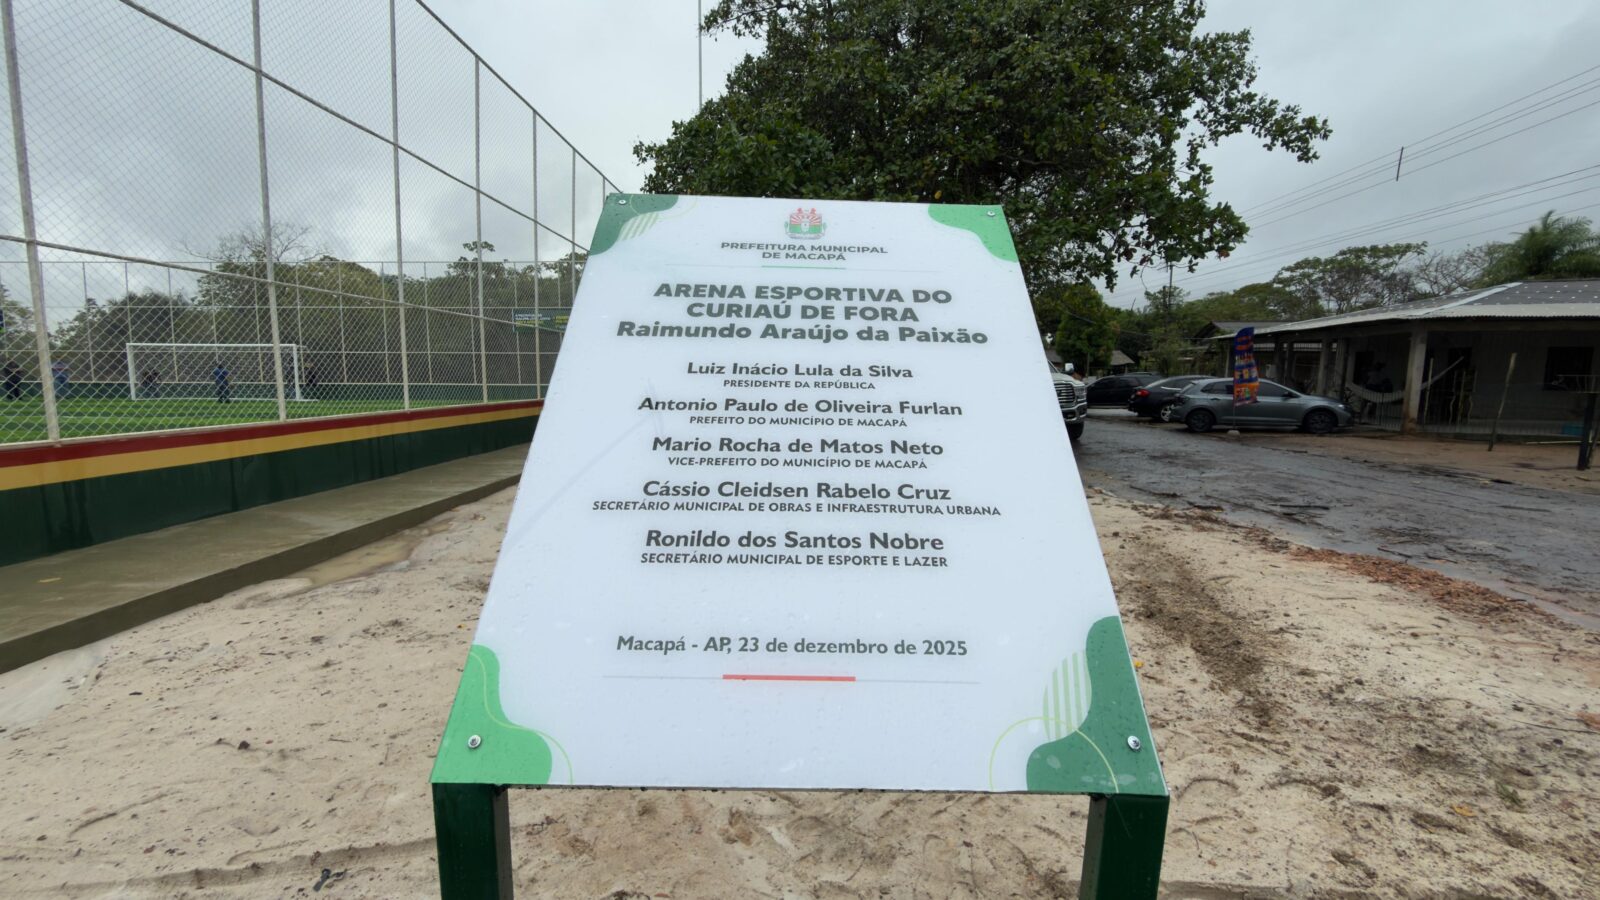 PREFEITURA MUNICIPAL
DE MACAPÁ
ARENA ESPORTIVA DO
CURIAÚ DE FORA
Raimundo Araújo da Paixão
Luiz Inácio Lula da Silva
PRESIDENTE DA REPÚBLICA
Antonio Paulo de Oliveira Furlan
PREFEITO DO MUNICÍPIO DE MACAPÁ
Mario Rocha de Matos Neto
VICE-PREFEITO DO MUNICÍPIO DE MACAPÁ
Cássio Cleidsen Rabelo Cruz
SECRETÁRIO MUNICIPAL DE OBRAS E INFRAESTRUTURA URBANA
Ronildo dos Santos Nobre
SECRETÁRIO MUNICIPAL DE ESPORTE E LAZER
Macapá - AP, 23 de dezembro de 2025